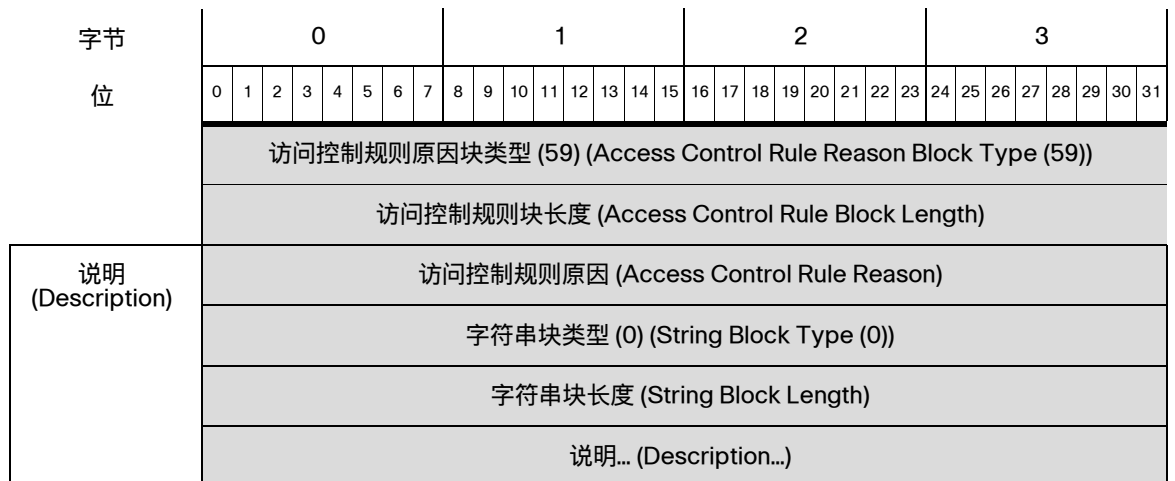 字节 0 1 2 3
位 0 1 2 3 4 5 6 7 8 9 10 11 12 13 14 15 16 17 18 19 20 21 22 23 24 25 26 27 28 29 30 31
访问控制规则原因块类型 (59) (Access Control Rule Reason Block Type (59))
访问控制规则块长度 (Access Control Rule Block Length)
说明
(Description)
访问控制规则原因 (Access Control Rule Reason)
字符串块类型 (0) (String Block Type (0))
字符串块长度 (String Block Length)
说明... (Description...)